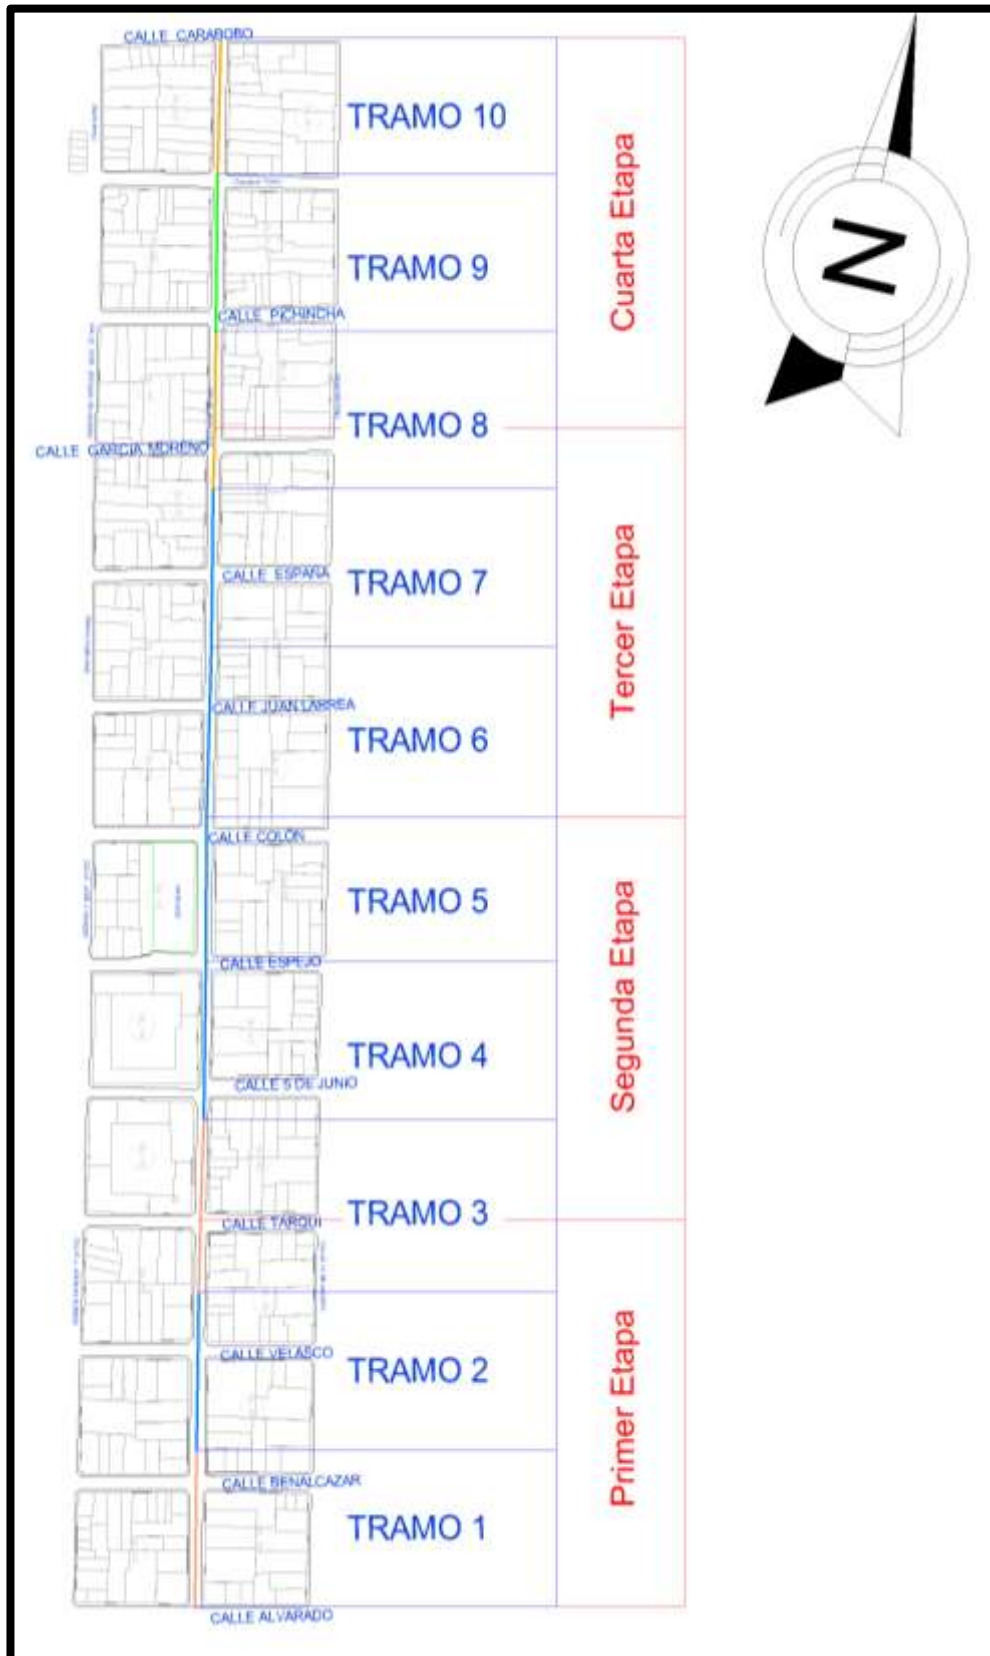 CALLE CARABOBO
TRAMO 10
Cuarta Etapa
N
TRAMO 9
CALLE PICHINCHA
TRAMO 8
CALLE GARCIA MORENO
Tercer Etapa
CALLE ESPAÑA
TRAMO 7
CALLE JUAN LARREA
TRAMO 6
CALLE COLON
TRAMO 5
Segunda Etapa
CALLE ESPEJO
TRAMO 4
CALLE 5 DE JUNIO
TRAMO 3
CALLE TARQUI
Primer Etapa
CALLE VELASCO
TRAMO 2
CALLE BENALCAZAR
TRAMO 1
CALLE ALVARADO